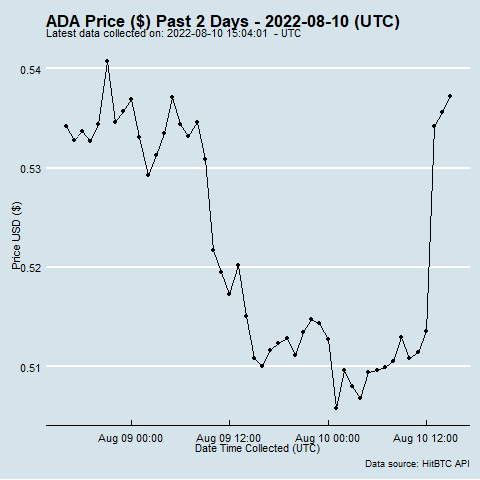 ADA Price ($) Past 2 Days - 2022-08-10 (UTC)
Latest data collected on: 2022-08-10 15:04:01 - UTC
0.54
0.53
0.52
0.51
Price USD ($)
Aug 09 00:00 Aug 09 12:00 Aug 10 00:00 Aug 10 12:00
Date Time Collected (UTC)
Data source: HitBTC API